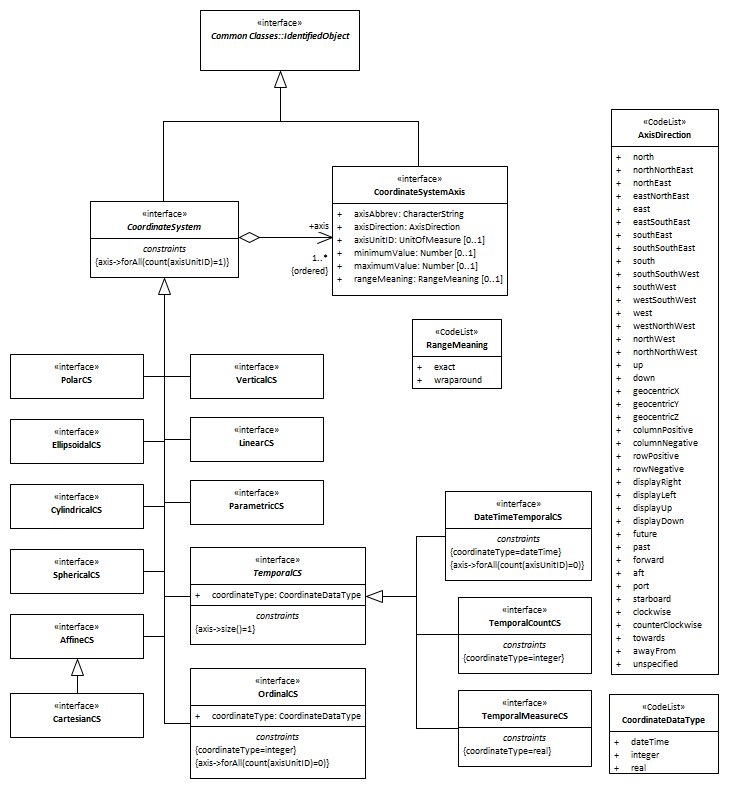 «interface»
Common Classes::IdentifiedObject
«interface»
CoordinateSystem
constraints
{axis->forAll(count(axisUnitID)=1)}
+axis
1..*
{ordered}
«interface»
CoordinateSystemAxis
+ axisAbbrev: CharacterString
+ axisDirection: AxisDirection
+ axisUnitID: UnitOfMeasure [0..1]
+ minimumValue: Number [0..1]
+ maximumValue: Number [0..1]
+ rangeMeaning: RangeMeaning [0..1]
«CodeList»
RangeMeaning
+ exact
+ wraparound
«interface»
PolarCS
«interface»
VerticalCS
«interface»
EllipsoidalCS
«interface»
LinearCS
«interface»
CylindricalCS
«interface»
ParametricCS
«interface»
SphericalCS
«interface»
TemporalCS
+ coordinateType: CoordinateDataType
constraints
{axis->size()=1}
«interface»
AffineCS
«interface»
CartesianCS
«interface»
OrdinalCS
+ coordinateType: CoordinateDataType
constraints
{coordinateType=integer}
{axis->forAll(count(axisUnitID)=0)}
«interface»
DateTimeTemporalCS
constraints
{coordinateType=dateTime}
{axis->forAll(count(axisUnitID)=0)}
«interface»
TemporalCountCS
constraints
{coordinateType=integer}
«interface»
TemporalMeasureCS
constraints
{coordinateType=real}
«CodeList»
AxisDirection
+ north
+ northNorthEast
+ northEast
+ eastNorthEast
+ east
+ eastSouthEast
+ southEast
+ southSouthEast
+ south
+ southSouthWest
+ southWest
+ westSouthWest
+ west
+ westNorthWest
+ northWest
+ northNorthWest
+ up
+ down
+ geocentricX
+ geocentricY
+ geocentricZ
+ columnPositive
+ columnNegative
+ rowPositive
+ rowNegative
+ displayRight
+ displayLeft
+ displayUp
+ displayDown
+ future
+ past
+ forward
+ aft
+ port
+ starboard
+ clockwise
+ counterClockwise
+ towards
+ awayFrom
+ unspecified
«CodeList»
CoordinateDataType
+ dateTime
+ integer
+ real